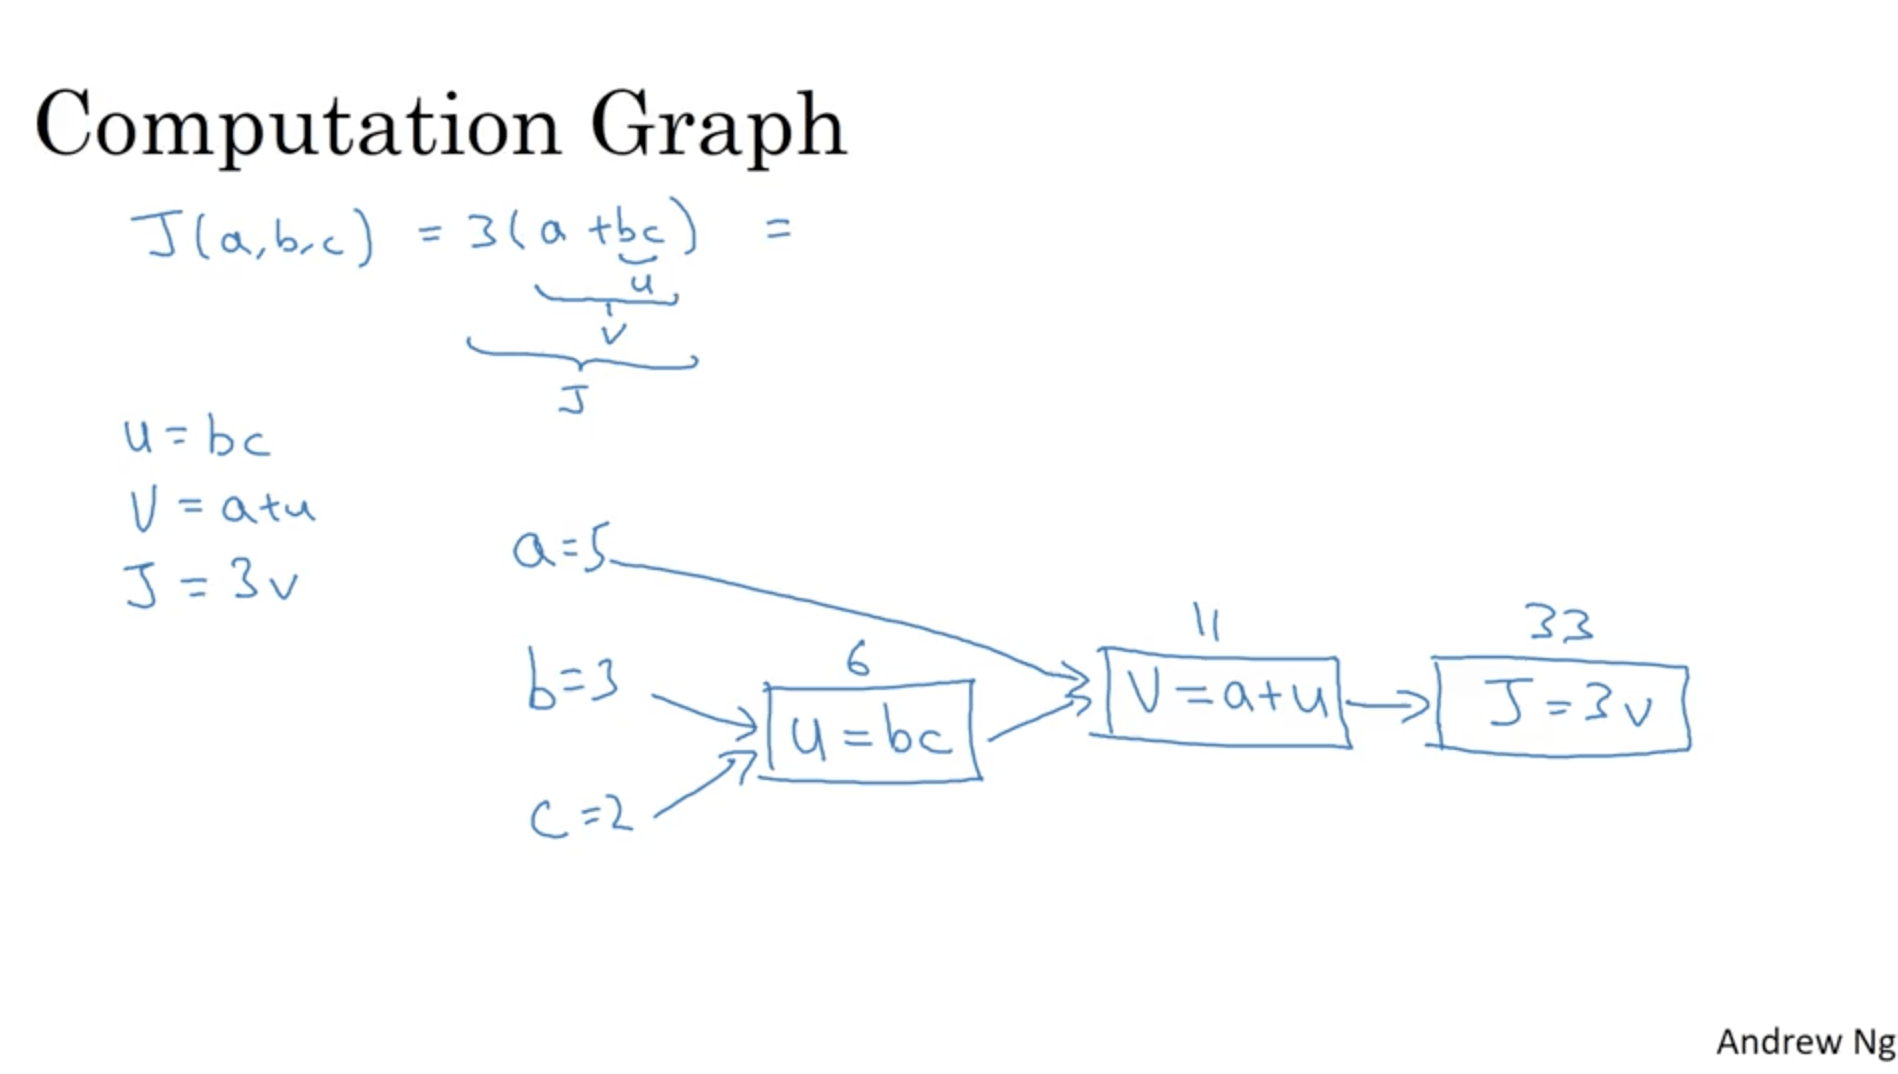 Computation Graph
J(a,b,c) = 3(a+bc) =
u
v
J
u = bc
V = a+u
J = 3v
a=5
11
33
b=3
6
V=a+u
J=3v
u=bc
c=2
Andrew Ng